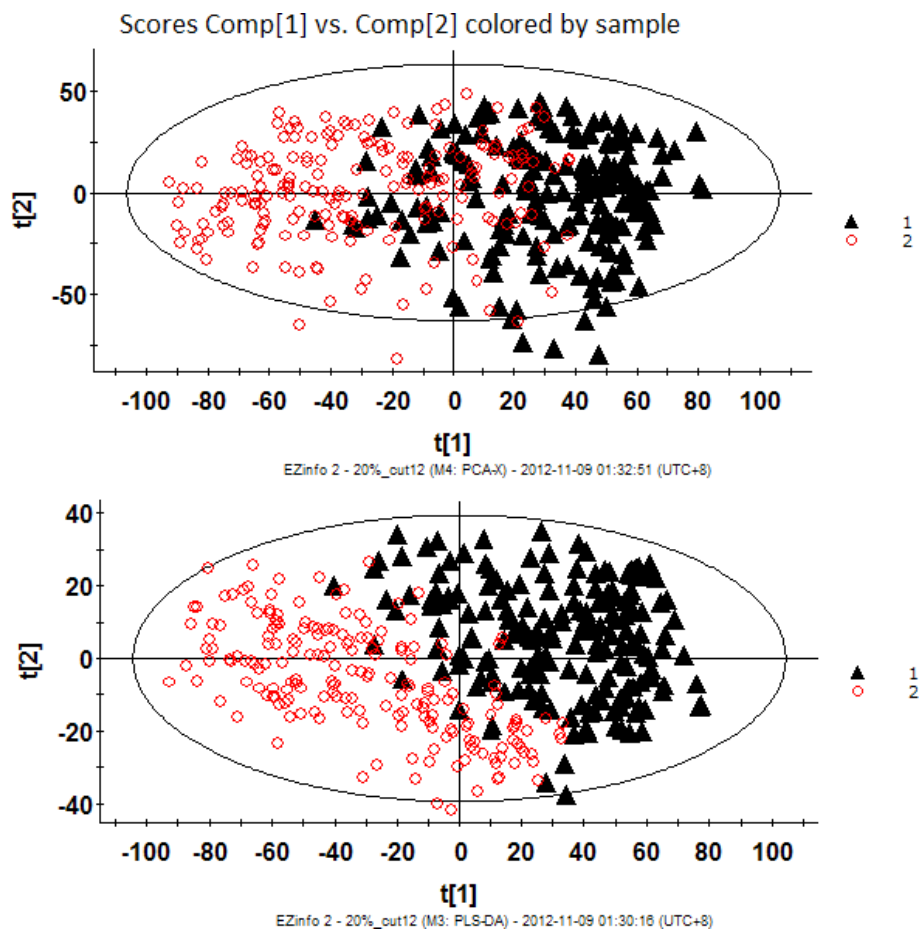 Scores Comp[1] vs. Comp[2] colored by sample
50
0
-50
t[2]
-100 -80 -60 -40 -20 0 20 40 60 80 100
t[1]
1
2
EZinfo 2 - 20%_cut12 (M4: PCA-X) - 2012-11-09 01:32:51 (UTC+8)
40
20
0
-20
-40
t[2]
-100 -80 -60 -40 -20 0 20 40 60 80 100
t[1]
1
2
EZinfo 2 - 20%_cut12 (M3: PLS-DA) - 2012-11-09 01:30:16 (UTC+8)